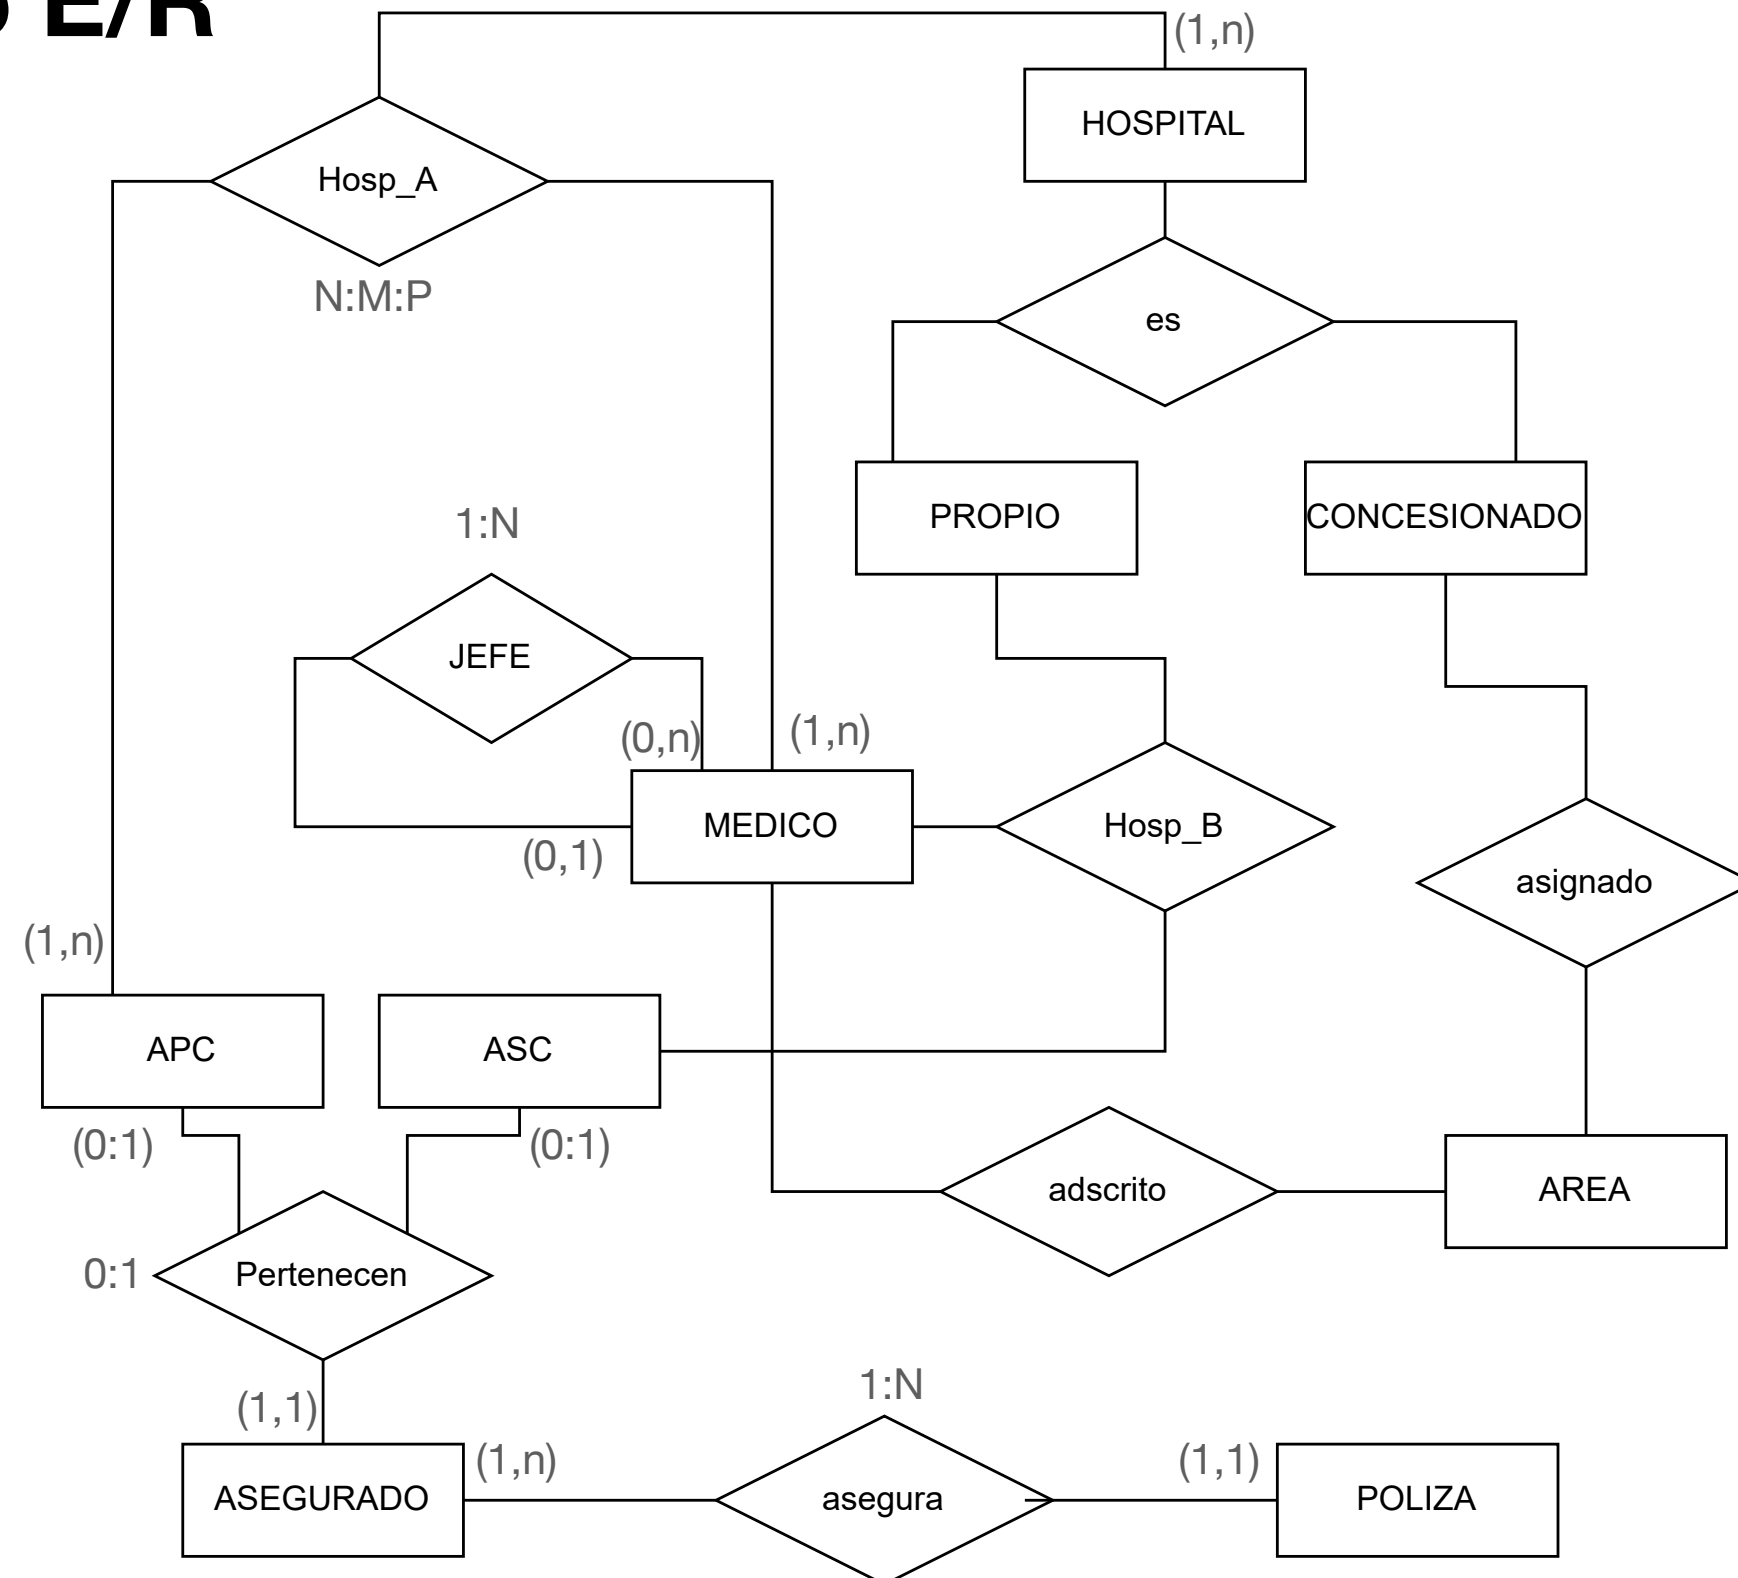 E/R
(1,n)
HOSPITAL
Hosp_A
N:M:P
es
PROPIO
CONCESIONADO
1:N
JEFE
(0,n)
(1,n)
MEDICO
Hosp_B
(0,1)
asignado
(1,n)
APC
ASC
(0:1)
(0:1)
adscrito
AREA
0:1
Pertenecen
(1,1)
1:N
(1,n)
(1,1)
ASEGURADO
asegura
POLIZA